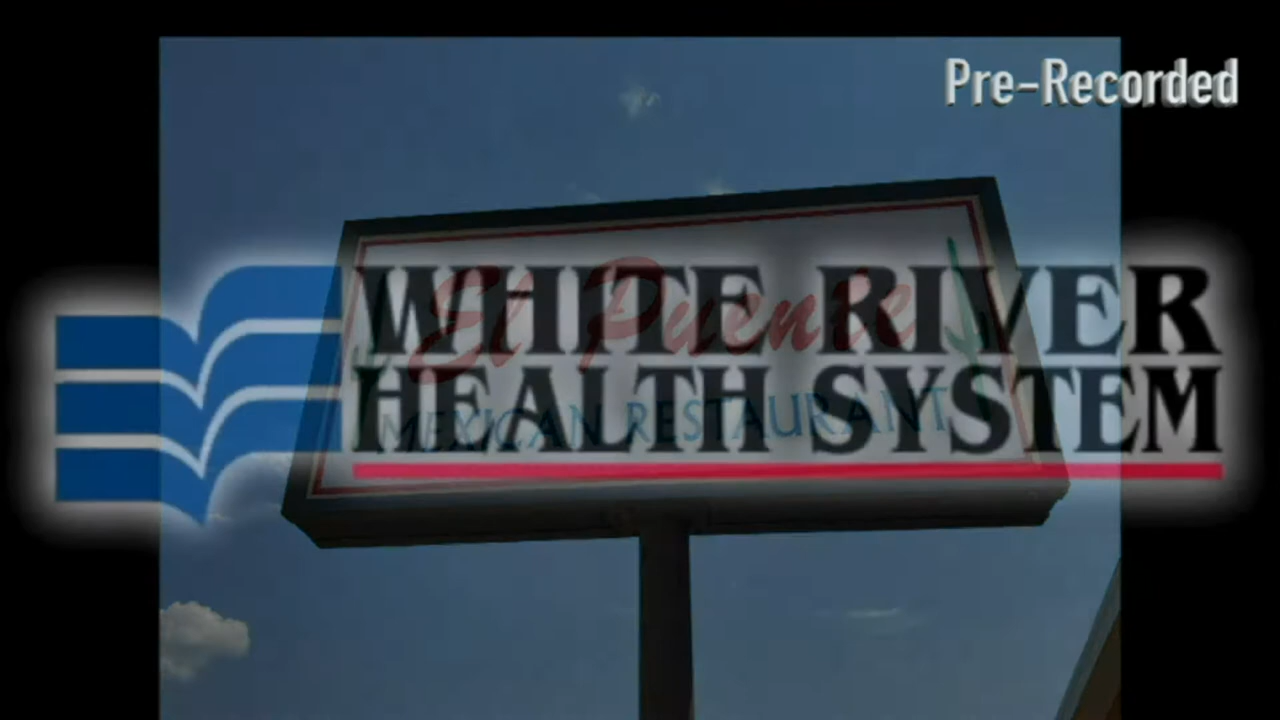 Pre-Recorded
WHITE RIVER
HEALTH SYSTEM
El Puente
MEXICAN RESTAURANT